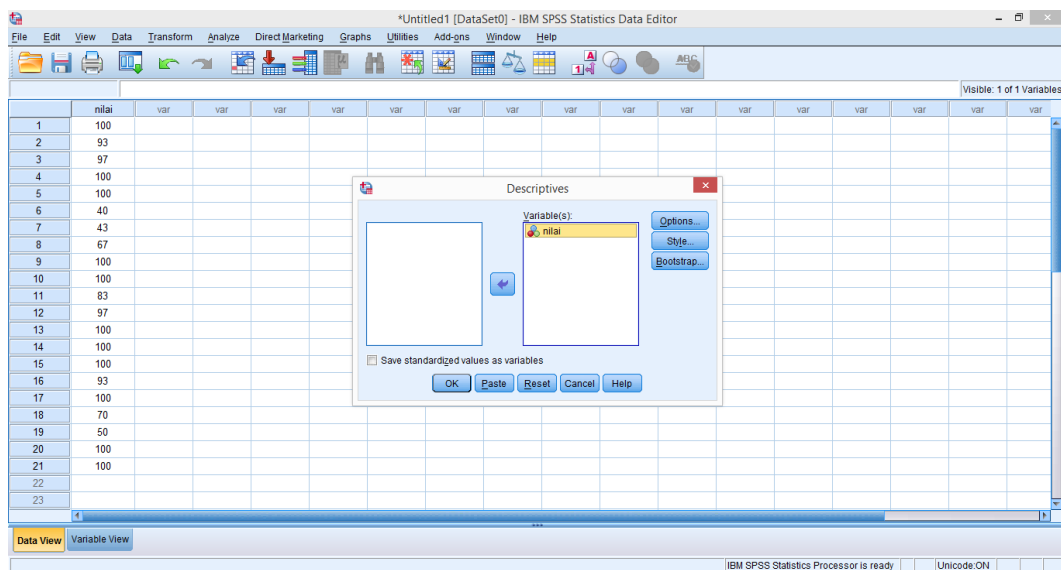 *Untitled1 [DataSet0] - IBM SPSS Statistics Data Editor
File Edit View Data Transform Analyze Direct Marketing Graphs Utilities Add-ons Window Help
Visible: 1 of 1 Variables
nilai var var var var var var var var var var var var var var var var
1 100
2 93
3 97
4 100
5 100
6 40
7 43
8 67
9 100
10 100
11 83
12 97
13 100
14 100
15 100
16 93
17 100
18 70
19 50
20 100
21 100
22
23
Descriptives
Variable(s):
nilai
Options...
Style...
Bootstrap...
Save standardized values as variables
OK Paste Reset Cancel Help
Data View Variable View
IBM SPSS Statistics Processor is ready Unicode:ON